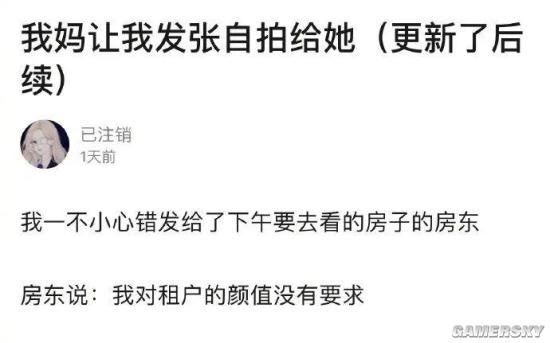 我妈让我发张自拍给她（更新了后
续）
已注销
1天前
我一不小心错发给了下午要去看的房子的房东
房东说：我对租户的颜值没有要求
GAMERSKY